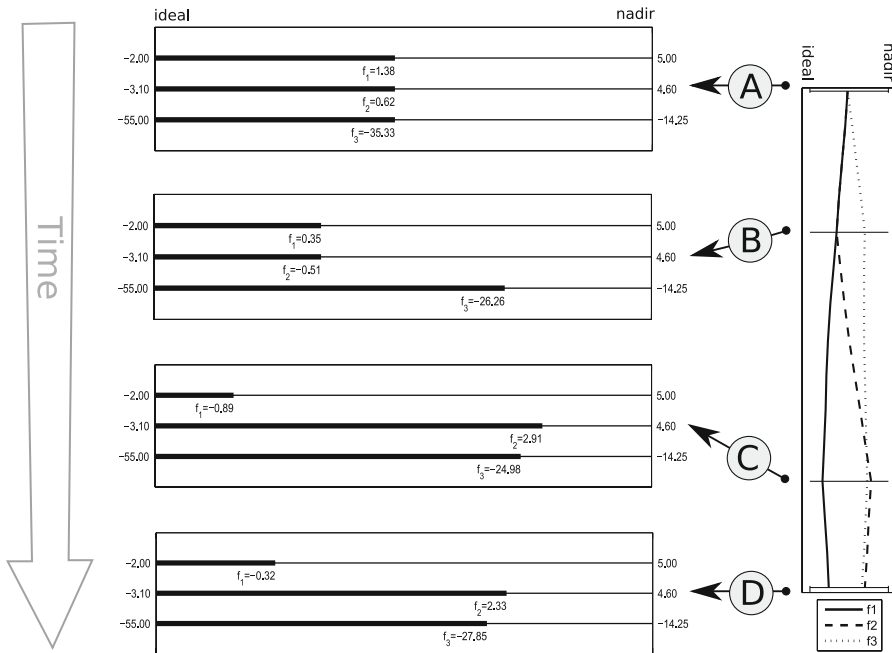 ideal nadir
-2.00 5.00
f1=1.38
-3.10 4.60
f2=0.62
-55.00 -14.25
f3=-35.33
A
-2.00 5.00
f1=0.35
-3.10 4.60
f2=-0.51
-55.00 -14.25
f3=-26.26
B
-2.00 5.00
f1=-0.89
-3.10 4.60
f2=2.91
-55.00 -14.25
f3=-24.98
C
-2.00 5.00
f1=-0.32
-3.10 4.60
f2=2.33
-55.00 -14.25
f3=-27.85
D
Time
ideal
nadir
f1
f2
f3